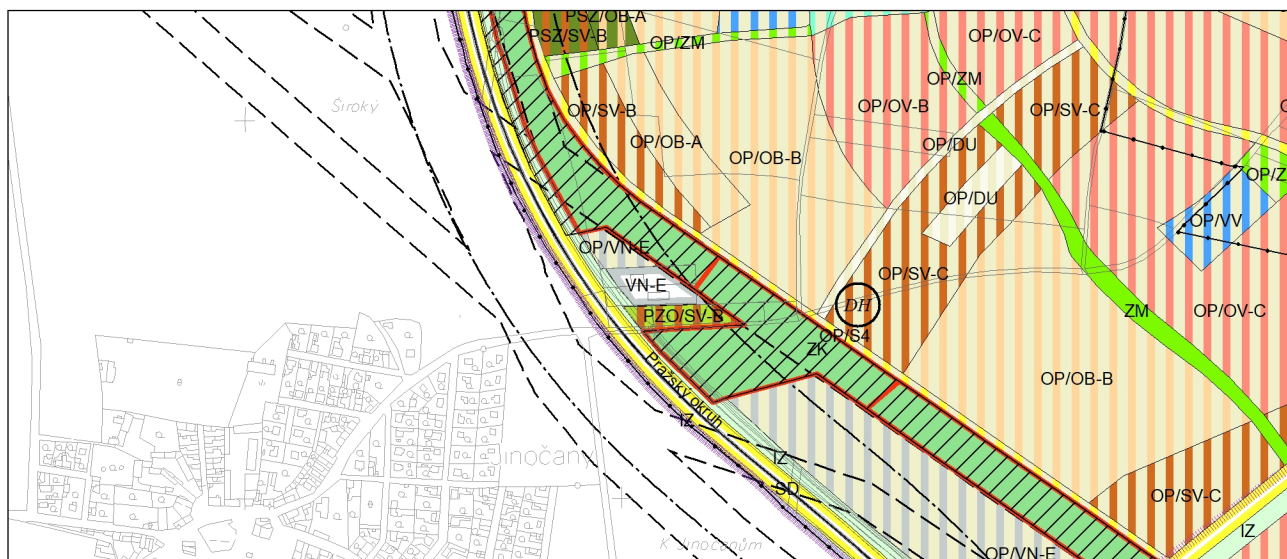 PSZ/OB-A
PSZ/SV-B
OP/ZM
OP/OV-C
OP/ZM
Široký
OP/SV-B
OP/OV-B
OP/SV-C
OP/OB-A
OP/OB-B
OP/DU
OP/DU
OP/Z
OP/VV
OP/VN-E
OP/SV-C
VN-E
DH
PZO/SV-B
ZM
OP/OV-C
OP/S4
ZK
Pražský okruh
OP/OB-B
IZ
Jinočany
IZ
SD
OP/SV-C
IZ
K Jinočanům
OP/VN-E